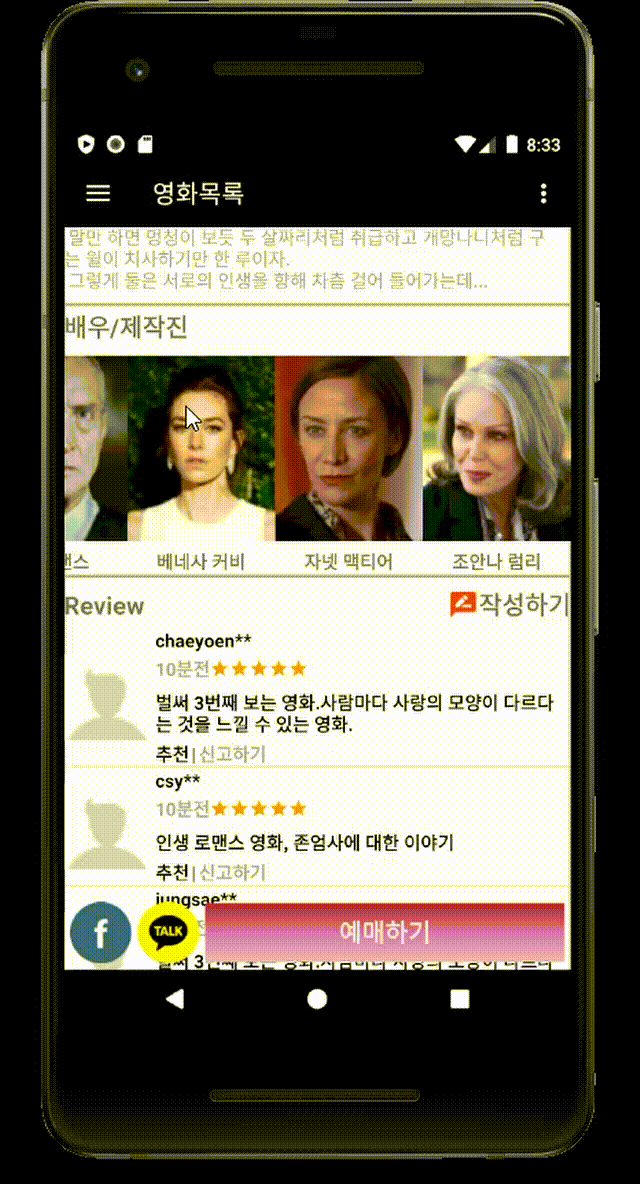 8:33
영화목록
말만 하면 멍청이 보듯 두 살짜리처럼 취급하고 개망나니처럼 구
는 윌이 치사하기만 한 루이자.
그렇게 둘은 서로의 인생을 향해 차츰 걸어 들어가는데...
배우/제작진
댄스 베네사 커비 자넷 맥티어 조안나 럼리
Review 작성하기
chaeyoen**
10분전★★★★★
벌써 3번째 보는 영화.사람마다 사랑의 모양이 다르다
는 것을 느낄 수 있는 영화.
추천|신고하기
csy**
10분전★★★★★
인생 로맨스 영화, 존엄사에 대한 이야기
추천|신고하기
jungsae**
f TALK 예매하기